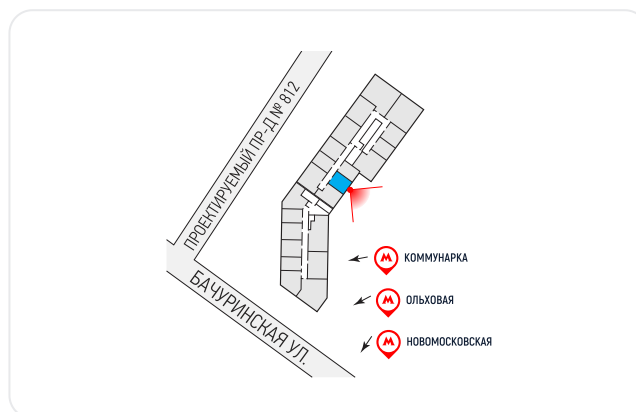 ПРОЕКТИРУЕМЫЙ ПР-Д № 812
БАЧУРИНСКАЯ УЛ.
КОММУНАРКА
ОЛЬХОВАЯ
НОВОМОСКОВСКАЯ